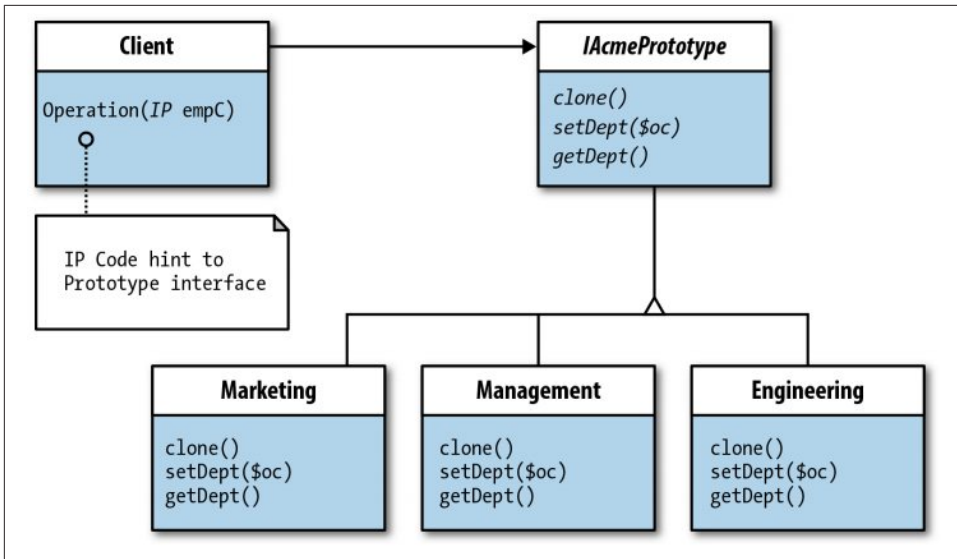 Client
Operation(IP empC)
IP Code hint to
Prototype interface
IAcmePrototype
clone()
setDept($oc)
getDept()
Marketing
clone()
setDept($oc)
getDept()
Management
clone()
setDept($oc)
getDept()
Engineering
clone()
setDept($oc)
getDept()